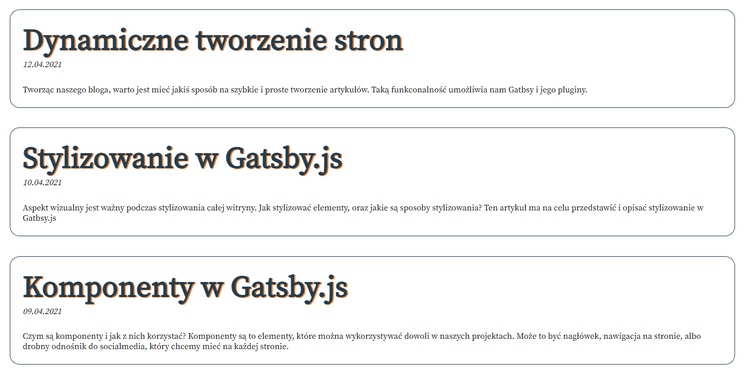 Dynamiczne tworzenie stron
12.04.2021
Tworząc naszego bloga, warto jest mieć jakiś sposób na szybkie i proste tworzenie artykułów. Taką funkconalność umożliwia nam Gatbsy i jego pluginy.
Stylizowanie w Gatsby.js
10.04.2021
Aspekt wizualny jest ważny podczas stylizowania całej witryny. Jak stylizować elementy, oraz jakie są sposoby stylizowania? Ten artykuł ma na celu przedstawić i opisać stylizowanie w
Gatbsy.js
Komponenty w Gatsby.js
09.04.2021
Czym są komponenty i jak z nich korzystać? Komponenty są to elementy, które można wykorzystywać dowoli w naszych projektach. Może to być nagłówek, nawigacja na stronie, albo
drobny odnośnik do socialmedia, który chcemy mieć na każdej stronie.